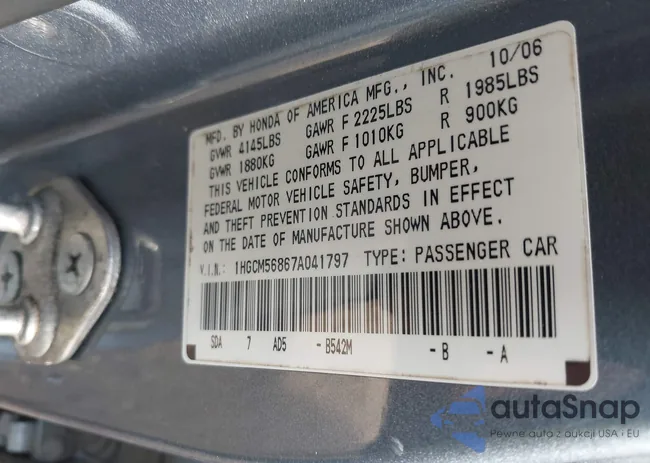 MFD. BY HONDA OF AMERICA MFG., INC. 10/06
GVWR 4145LBS GAWR F 2225LBS R 1985LBS
GVWR 1880KG GAWR F 1010KG R 900KG
THIS VEHICLE CONFORMS TO ALL APPLICABLE
FEDERAL MOTOR VEHICLE SAFETY, BUMPER,
AND THEFT PREVENTION STANDARDS IN EFFECT
ON THE DATE OF MANUFACTURE SHOWN ABOVE.
V.I.N.: 1HGCM56867A041797 TYPE: PASSENGER CAR
SDA 7 AD5 - B542M - B - A
autaSnap
Pewne auta z aukcji USA i EU